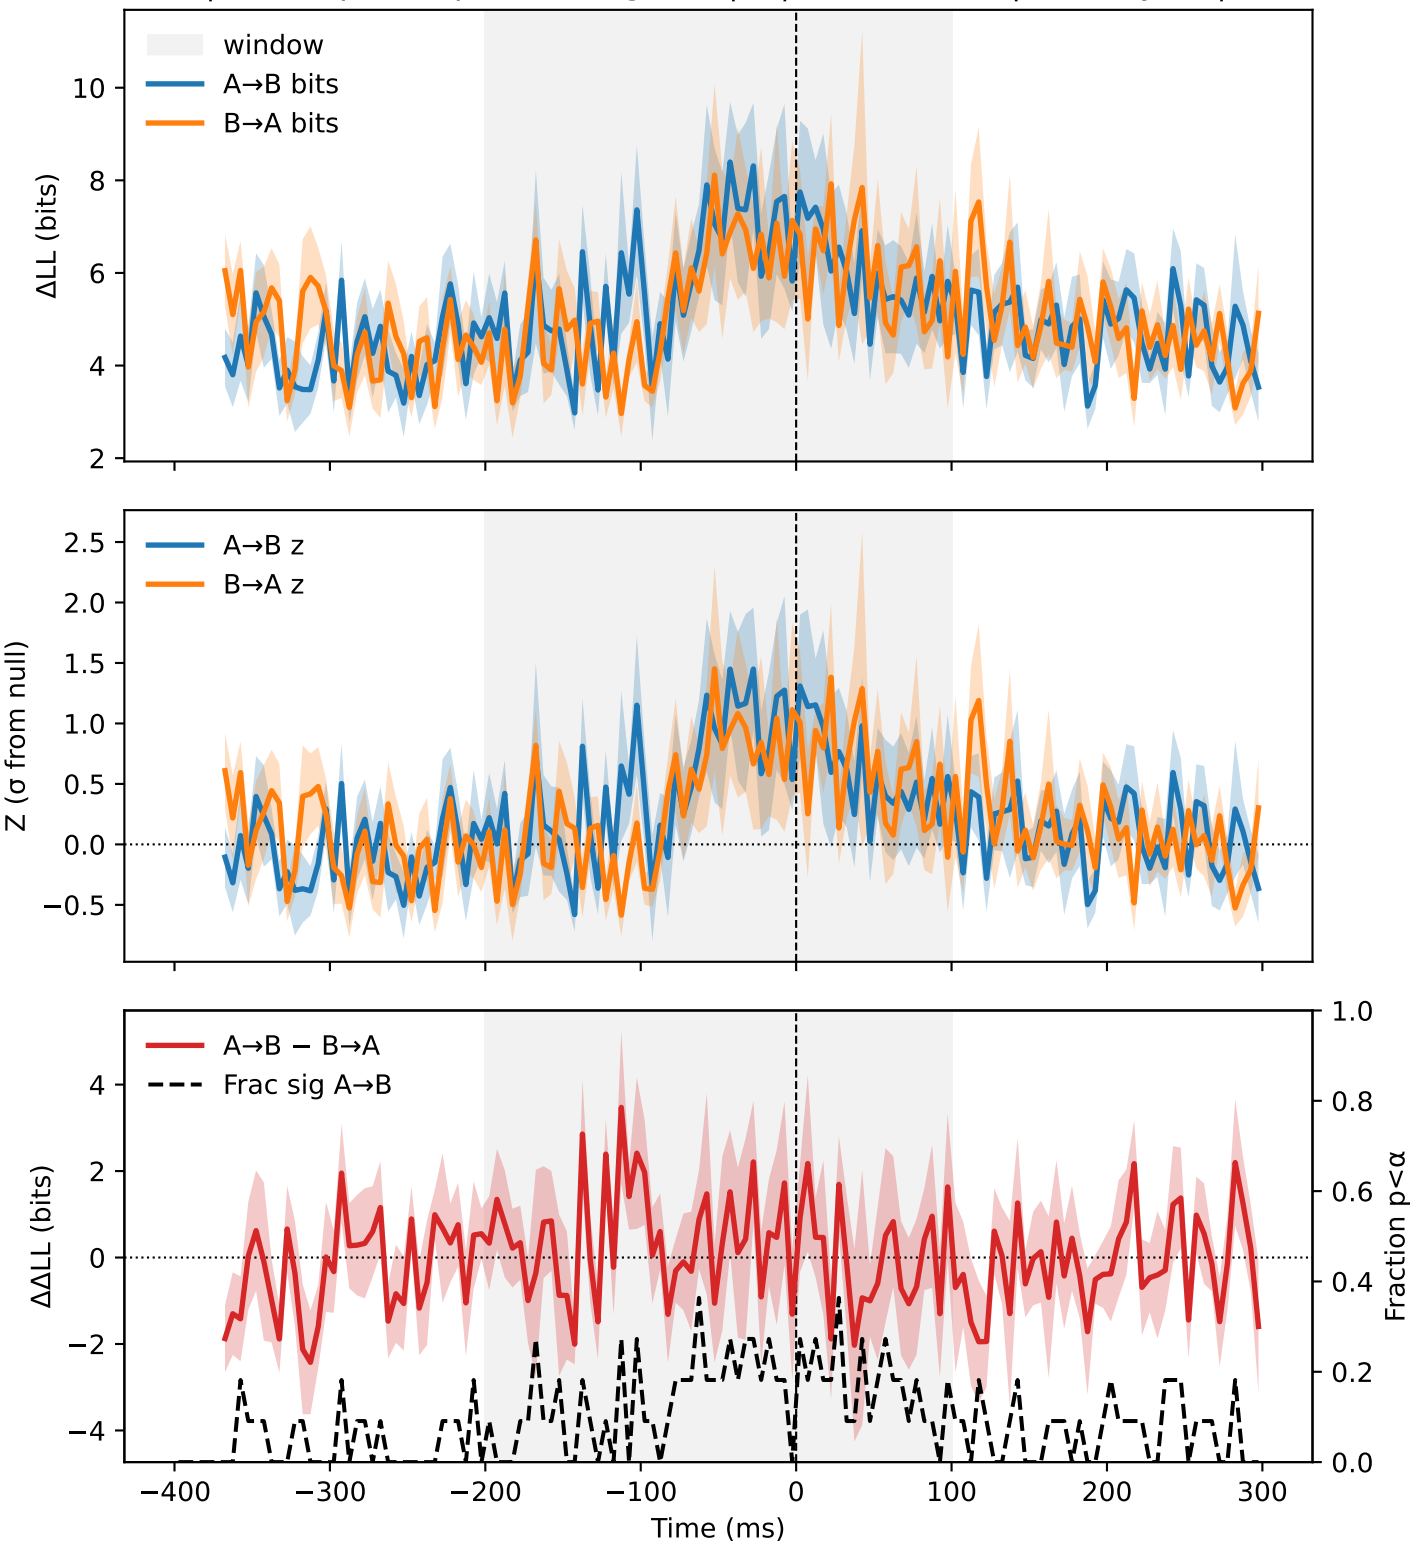 window
A→B bits
B→A bits
ΔLL (bits)
10
8
6
4
2
A→B z
B→A z
Z (σ from null)
2.5
2.0
1.5
1.0
0.5
0.0
−0.5
A→B − B→A
Frac sig A→B
ΔΔLL (bits)
4
2
0
−2
−4
1.0
0.8
0.6
0.4
0.2
0.0
Fraction p<α
−400 −300 −200 −100 0 100 200 300
Time (ms)